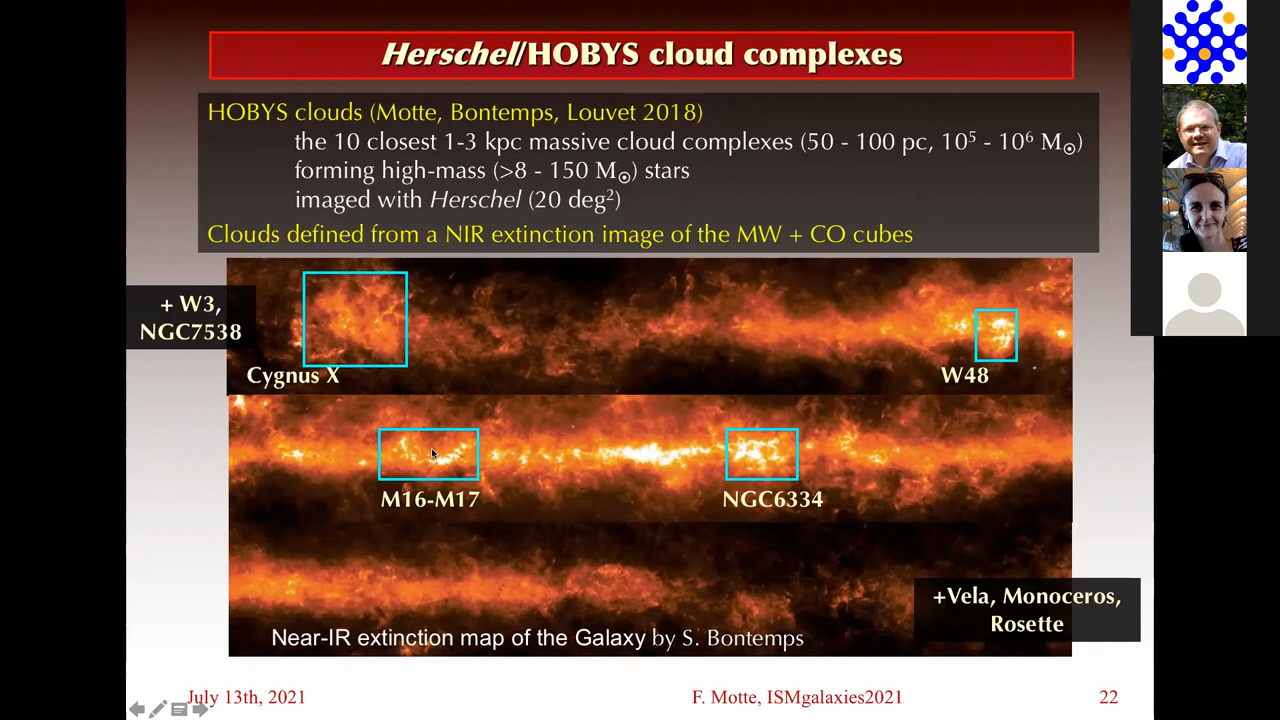 Herschel/HOBYS cloud complexes
HOBYS clouds (Motte, Bontemps, Louvet 2018)
the 10 closest 1-3 kpc massive cloud complexes (50 - 100 pc, 10⁵ - 10⁶ M☉)
forming high-mass (>8 - 150 M☉) stars
imaged with Herschel (20 deg²)
Clouds defined from a NIR extinction image of the MW + CO cubes
+ W3,
NGC7538
Cygnus X
W48
M16-M17
NGC6334
+Vela, Monoceros,
Rosette
Near-IR extinction map of the Galaxy by S. Bontemps
July 13th, 2021
F. Motte, ISMgalaxies2021
22